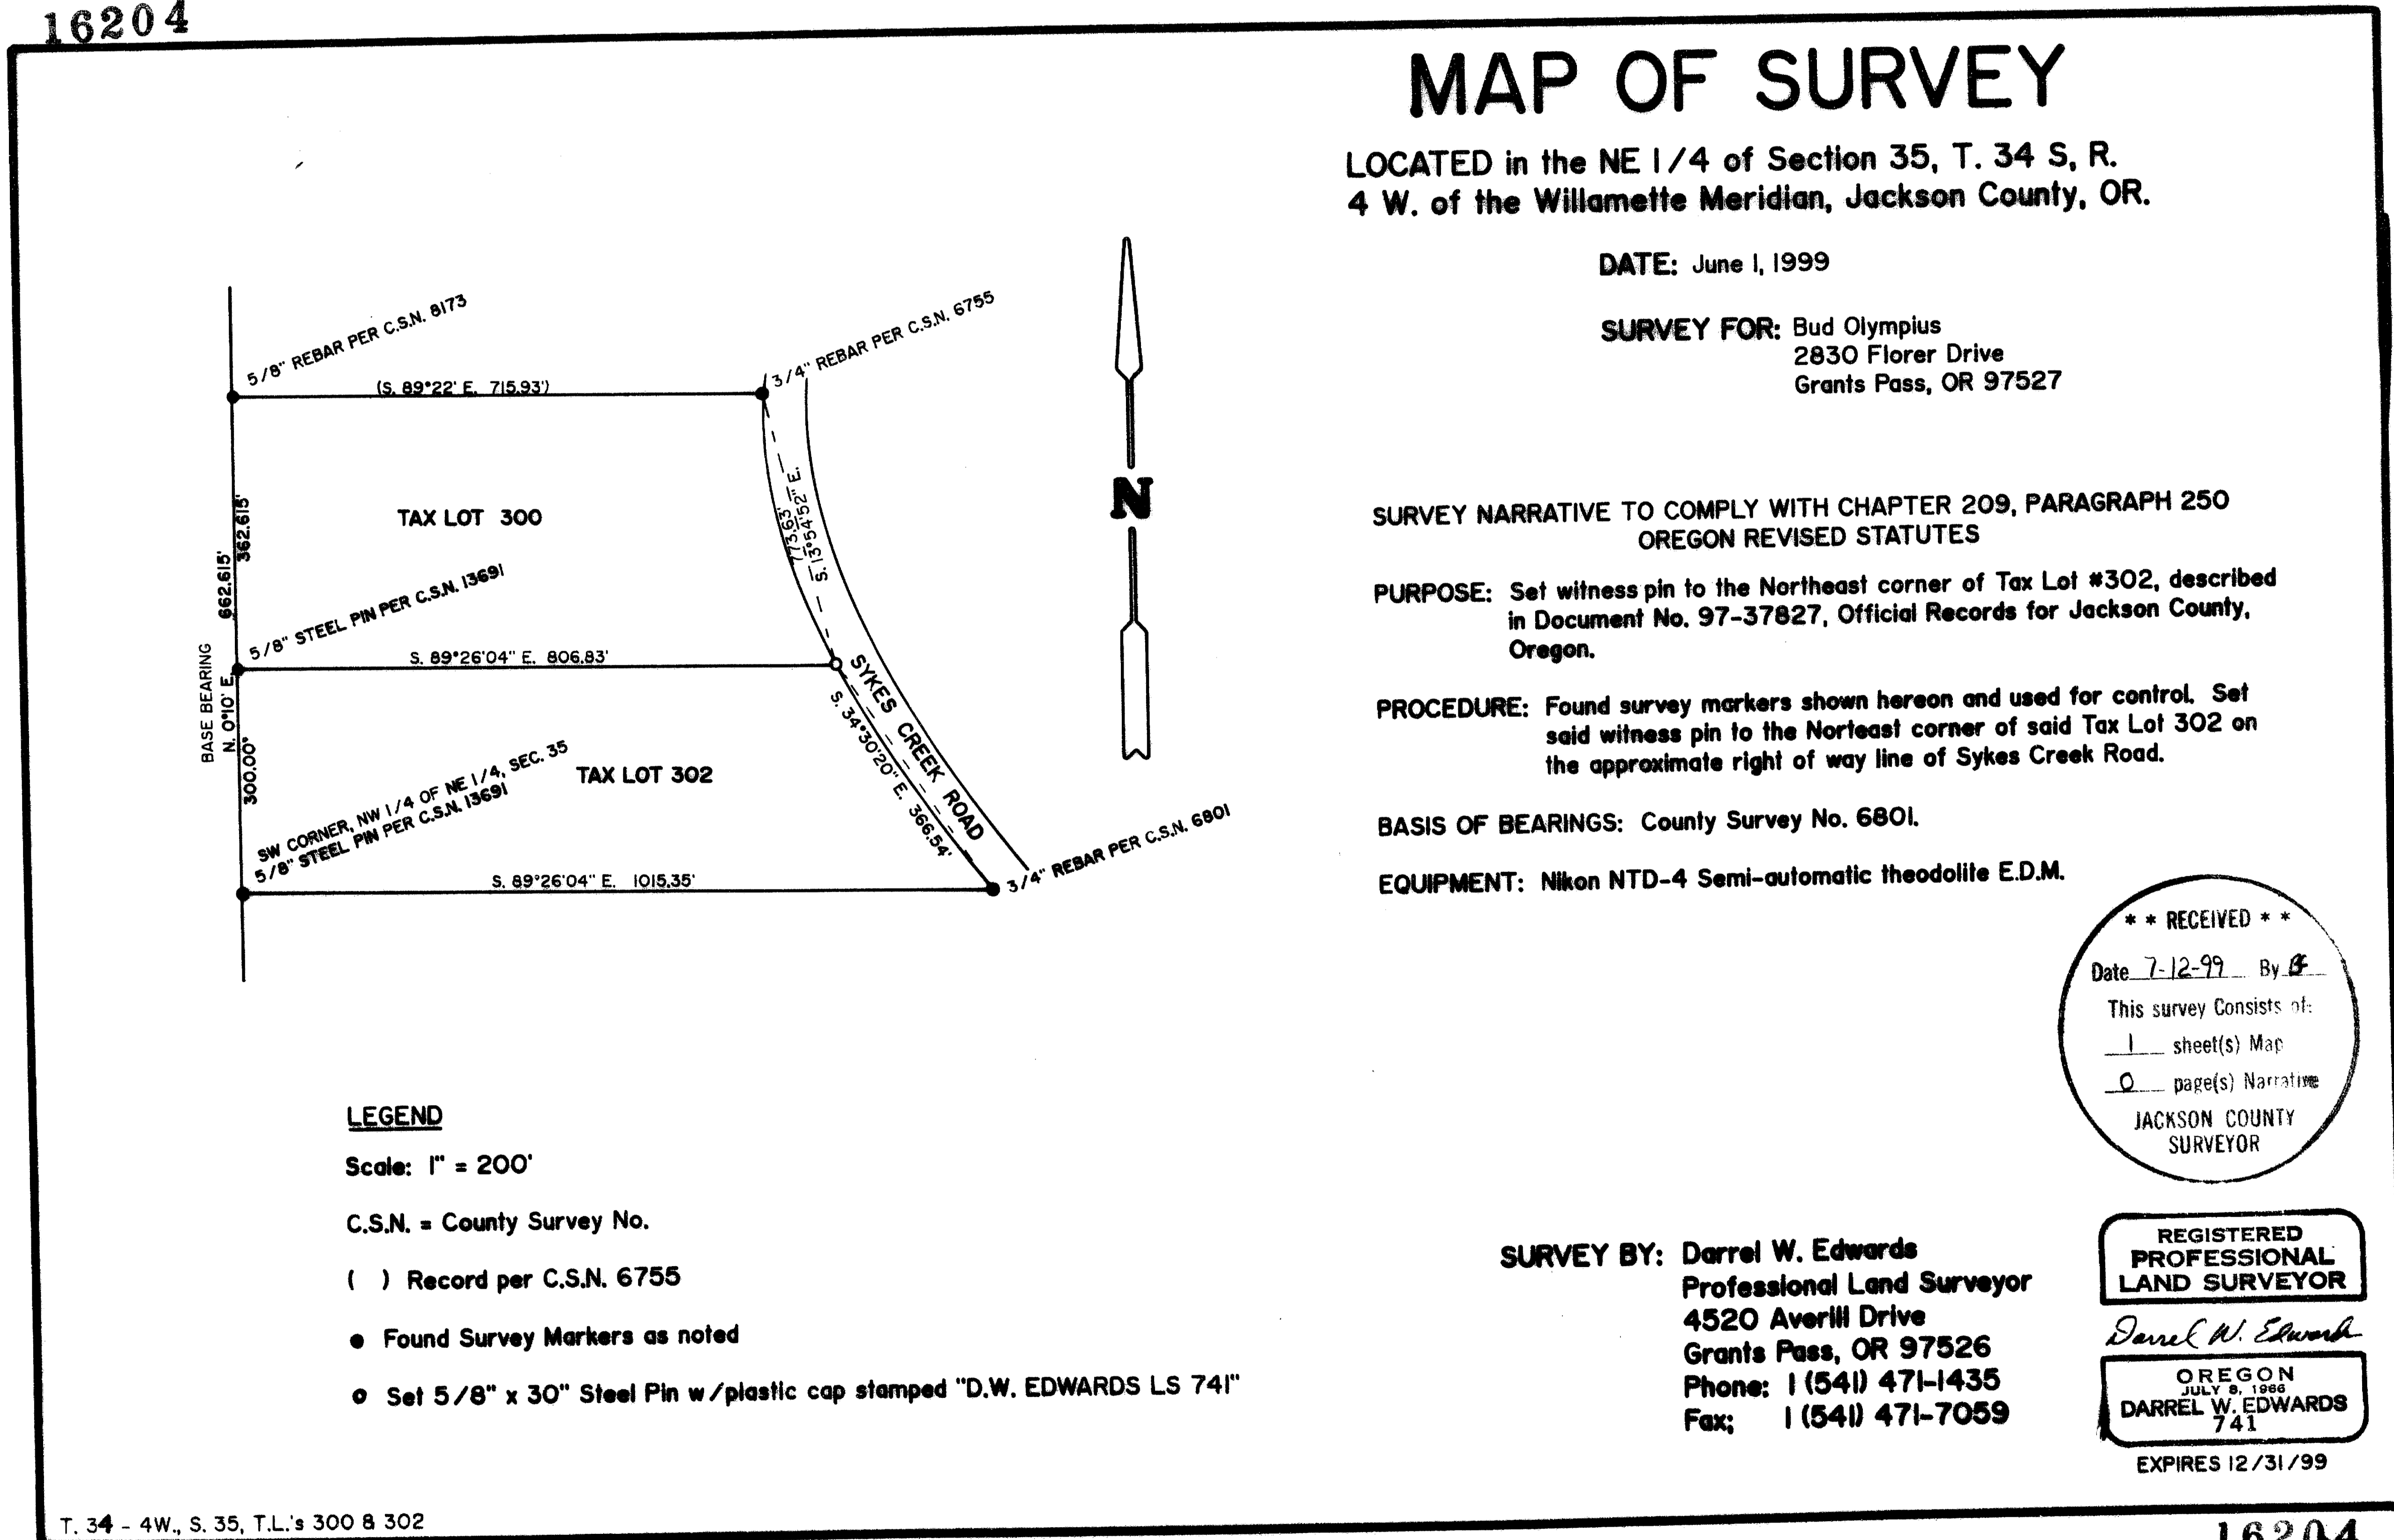 16204
MAP OF SURVEY
LOCATED in the NE 1/4 of Section 35, T. 34 S, R.
4 W. of the Willamette Meridian, Jackson County, OR.
DATE: June 1, 1999
SURVEY FOR: Bud Olympius
2830 Florer Drive
Grants Pass, OR 97527
5/8" REBAR PER C.S.N. 8173
3/4" REBAR PER C.S.N. 6755
(S. 89°22' E. 715.93')
TAX LOT 300
362.615'
662.615'
773.63'
S. 13°54'52" E.
N
5/8" STEEL PIN PER C.S.N. 13691
S. 89°26'04" E. 806.83'
BASE BEARING
N. 0°10' E.
300.00"
SYKES CREEK ROAD
S. 34°30'20" E. 366.54'
SW CORNER, NW 1/4 OF NE 1/4, SEC. 35
5/8" STEEL PIN PER C.S.N. 13691
TAX LOT 302
3/4" REBAR PER C.S.N. 6801
S. 89°26'04" E. 1015.35'
SURVEY NARRATIVE TO COMPLY WITH CHAPTER 209, PARAGRAPH 250
OREGON REVISED STATUTES
PURPOSE: Set witness pin to the Northeast corner of Tax Lot #302, described
in Document No. 97-37827, Official Records for Jackson County,
Oregon.
PROCEDURE: Found survey markers shown hereon and used for control. Set
said witness pin to the Norteast corner of said Tax Lot 302 on
the approximate right of way line of Sykes Creek Road.
BASIS OF BEARINGS: County Survey No. 6801.
EQUIPMENT: Nikon NTD-4 Semi-automatic theodolite E.D.M.
* * RECEIVED * *
Date 7-12-99 By
This survey Consists of:
1 sheet(s) Map
0 page(s) Narrative
JACKSON COUNTY
SURVEYOR
LEGEND
Scale: 1" = 200'
C.S.N. = County Survey No.
( ) Record per C.S.N. 6755
● Found Survey Markers as noted
o Set 5/8" x 30" Steel Pin w/plastic cap stamped "D.W. EDWARDS LS 741"
SURVEY BY: Darrel W. Edwards
Professional Land Surveyor
4520 Averill Drive
Grants Pass, OR 97526
Phone: 1 (541) 471-1435
Fax; 1 (541) 471-7059
REGISTERED
PROFESSIONAL
LAND SURVEYOR
Darrel W. Edwards
OREGON
JULY 8, 1966
DARREL W. EDWARDS
741
EXPIRES 12/31/99
T. 34 - 4W., S. 35, T.L.'s 300 & 302
16204